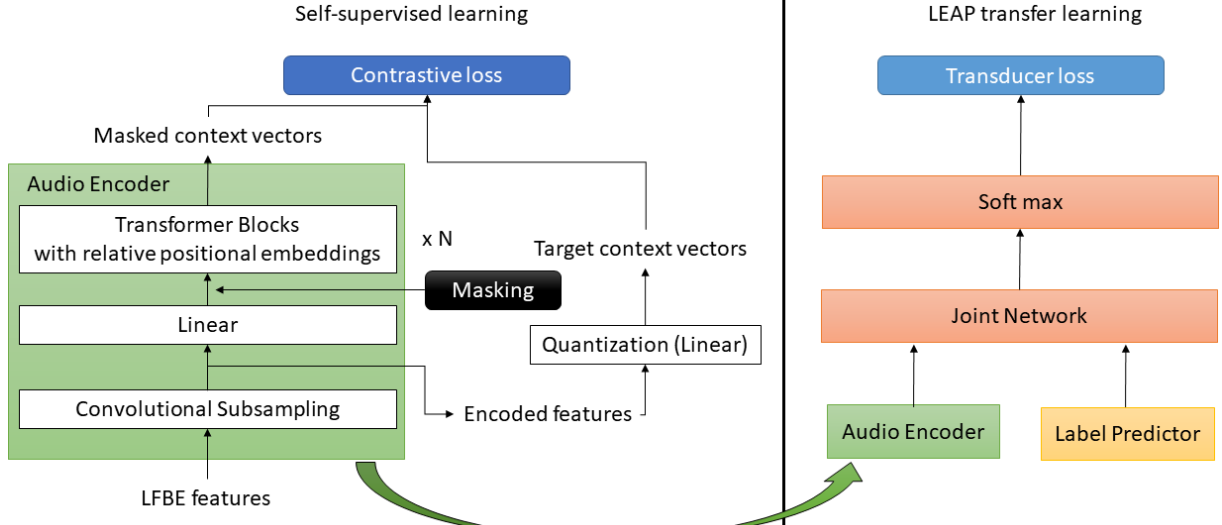 Self-supervised learning
Contrastive loss
Masked context vectors
Audio Encoder
Transformer Blocks
with relative positional embeddings
x N
Masking
Linear
Convolutional Subsampling
LFBE features
Target context vectors
Quantization (Linear)
Encoded features
LEAP transfer learning
Transducer loss
Soft max
Joint Network
Audio Encoder
Label Predictor